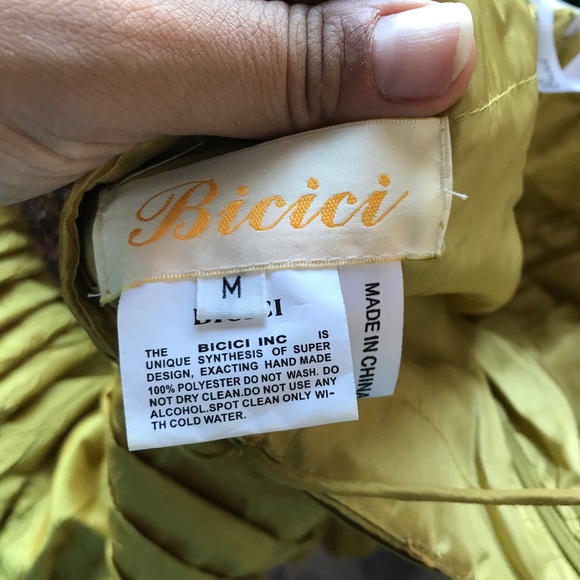 Bicici
M
BICICI
THE BICICI INC IS
UNIQUE SYNTHESIS OF SUPER
DESIGN, EXACTING HAND MADE
100% POLYESTER DO NOT WASH. DO
NOT DRY CLEAN.DO NOT USE ANY
ALCOHOL.SPOT CLEAN ONLY WI-
TH COLD WATER.
MADE IN CHINA